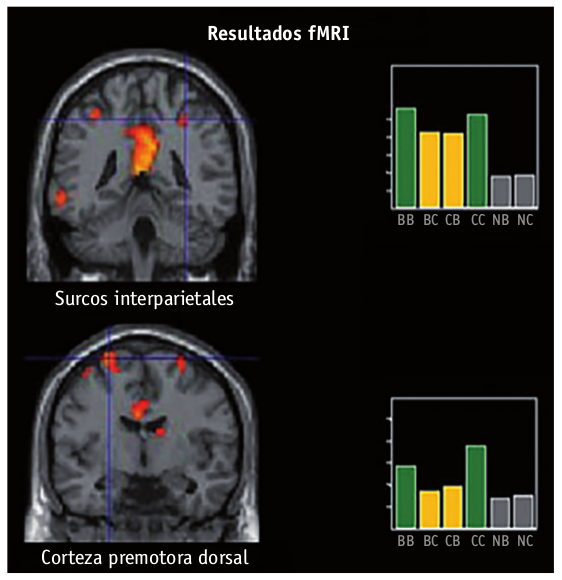 Resultados fMRI
BB BC CB CC NB NC
Surcos interparietales
BB BC CB CC NB NC
Corteza premotora dorsal